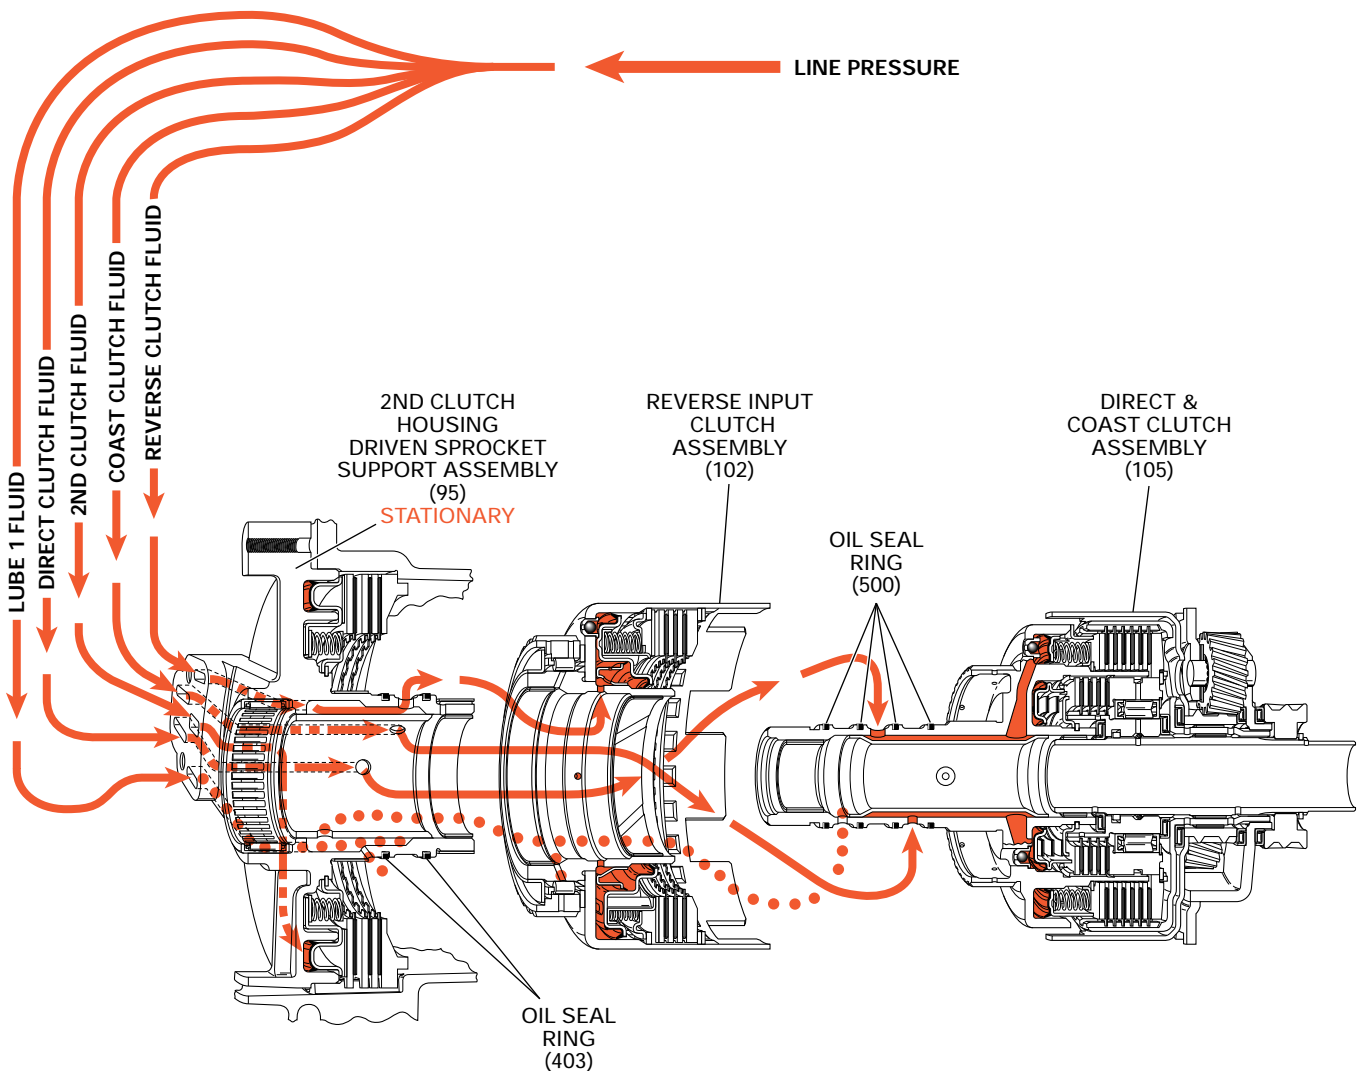 LINE PRESSURE
LUBE 1 FLUID
DIRECT CLUTCH FLUID
2ND CLUTCH FLUID
COAST CLUTCH FLUID
REVERSE CLUTCH FLUID
2ND CLUTCH
HOUSING
DRIVEN SPROCKET
SUPPORT ASSEMBLY
(95)
STATIONARY
REVERSE INPUT
CLUTCH
ASSEMBLY
(102)
DIRECT &
COAST CLUTCH
ASSEMBLY
(105)
OIL SEAL
RING
(500)
OIL SEAL
RING
(403)